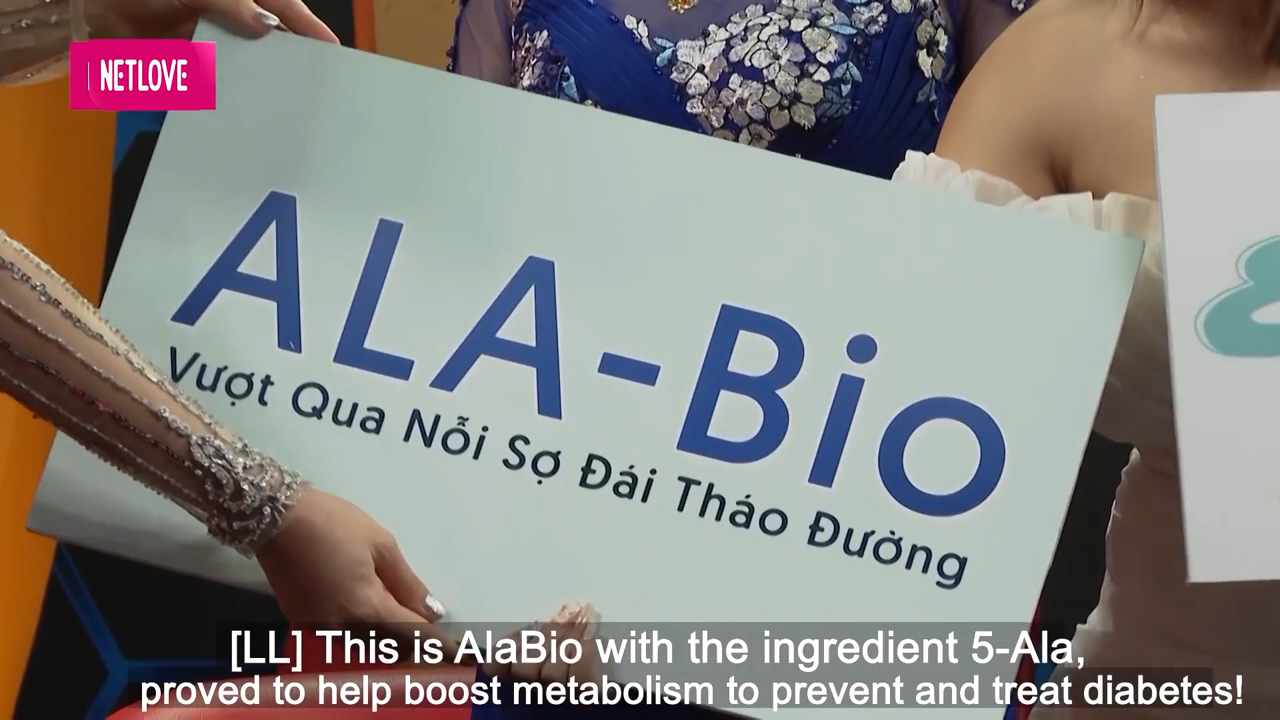 NETLOVE
ALA-Bio
Vượt Qua Nỗi Sợ Đái Tháo Đường
[LL] This is AlaBio with the ingredient 5-Ala,
proved to help boost metabolism to prevent and treat diabetes!